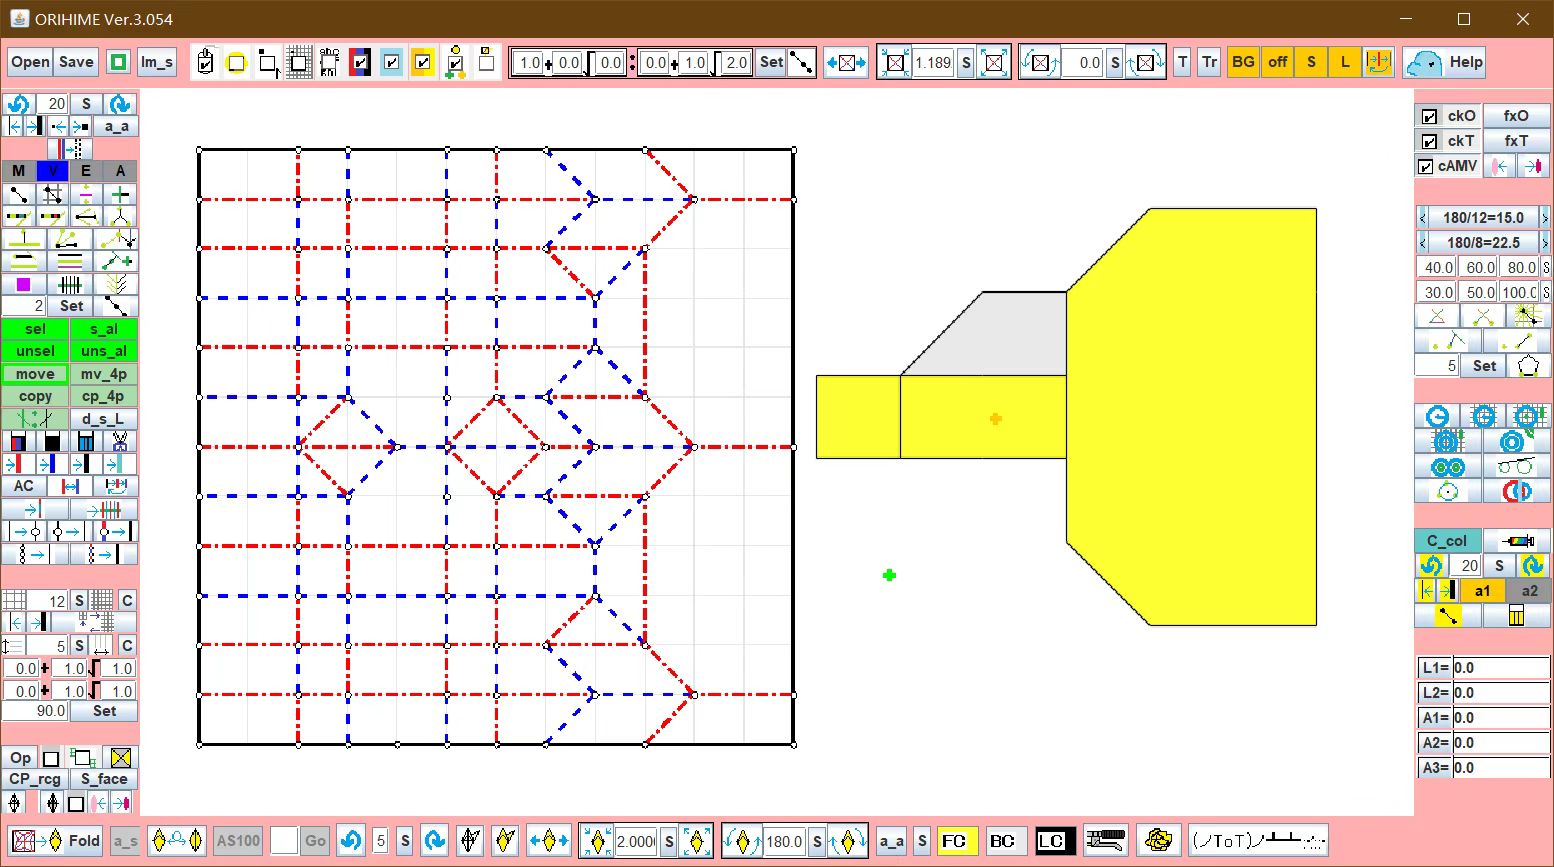 ORIHIME Ver.3.054
Open Save Im_s abc 1.0 + 0.0 √ 0.0 : 0.0 + 1.0 √ 2.0 Set 1.189 S 0.0 S T Tr BG off S L Help
20 S
a_a
M V E A
2 Set
sel s_al
unsel uns_al
move mv_4p
copy cp_4p
d_s_L
AC
12 S C
5 S C
0.0 + 1.0 √ 1.0
0.0 + 1.0 √ 1.0
90.0 Set
Op
CP_rcg S_face
ckO fxO
ckT fxT
cAMV
< 180/12=15.0 >
< 180/8=22.5 >
40.0 60.0 80.0 S
30.0 50.0 100.0 S
5 Set
C_col
20 S
a1 a2
L1= 0.0
L2= 0.0
A1= 0.0
A2= 0.0
A3= 0.0
Fold a_s AS100 Go 5 S 2.000 S 180.0 S a_a S FC BC LC